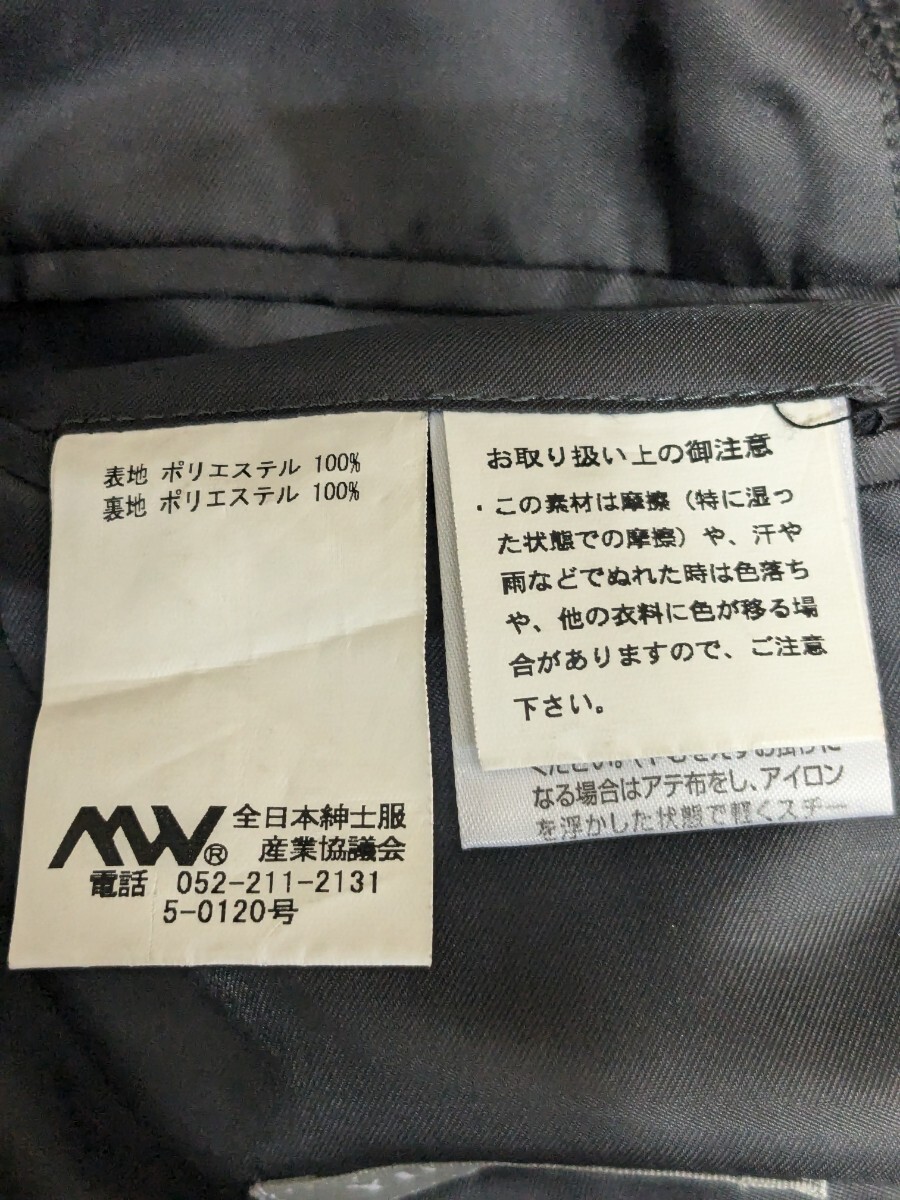 表地 ポリエステル 100%
裏地 ポリエステル 100%
MW® 全日本紳士服
産業協議会
電話 052-211-2131
5-0120号
お取り扱い上の御注意
・この素材は摩擦（特に湿っ
た状態での摩擦）や、汗や
雨などでぬれた時は色落ち
や、他の衣料に色が移る場
合がありますので、ご注意
下さい。
なる場合はアテ布をし、アイロン
を浮かした状態で軽くスチー